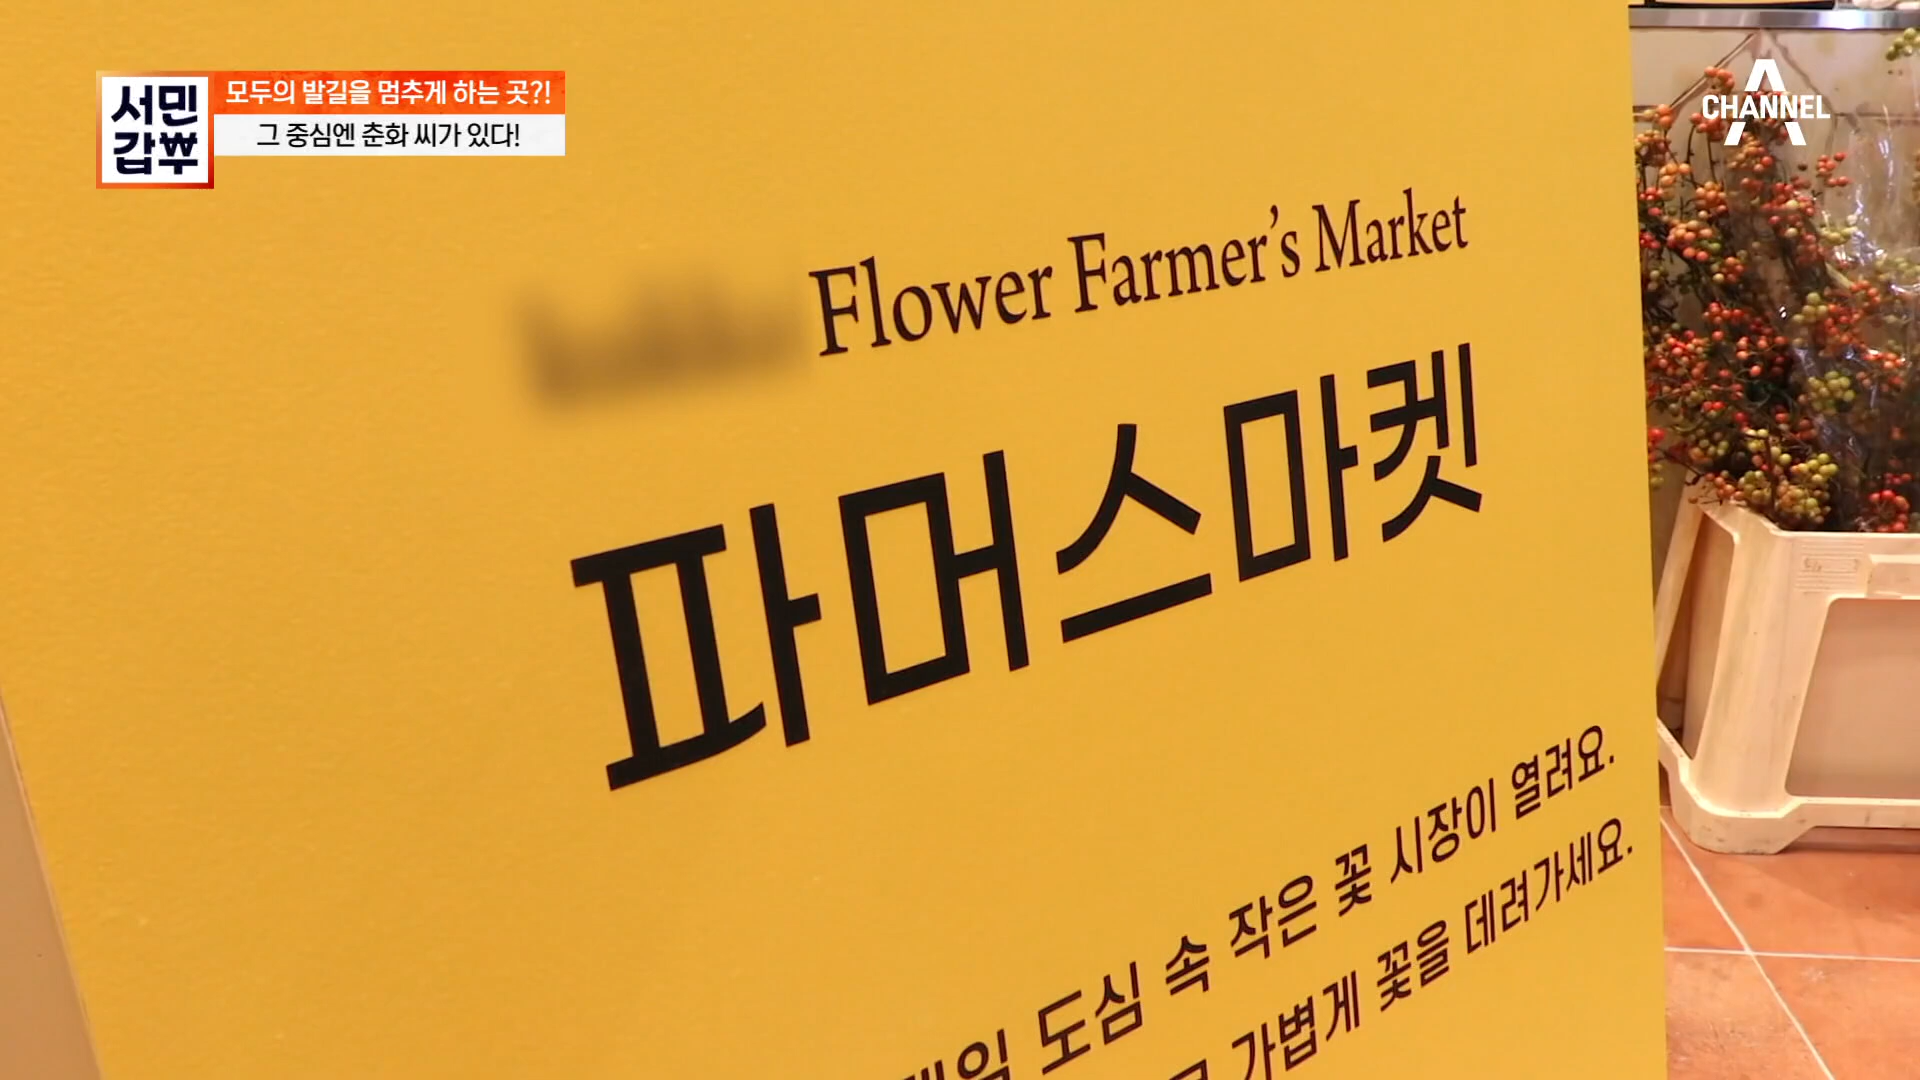 서민
갑부
모두의 발길을 멈추게 하는 곳?!
그 중심엔 춘화 씨가 있다!
CHANNEL A
Flower Farmer’s Market
파머스마켓
도심 속 작은 꽃 시장이 열려요.
가볍게 꽃을 데려가세요.